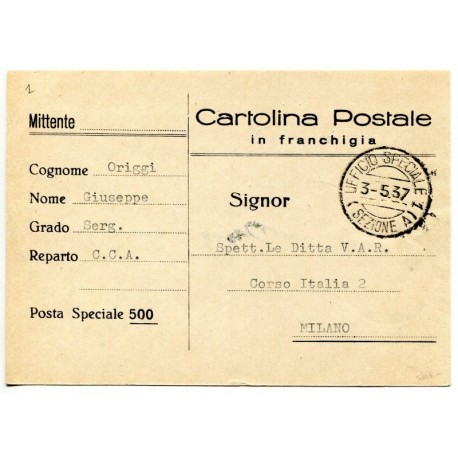 1
Mittente
Cognome Origgi
Nome Giuseppe
Grado Serg.
Reparto C.C.A.
Posta Speciale 500
Cartolina Postale
in franchigia
UFFICIO SPECIALE 1
3-5.37
(SEZIONE A)
Signor
Spett.Le Ditta V.A.R.
Corso Italia 2
MILANO